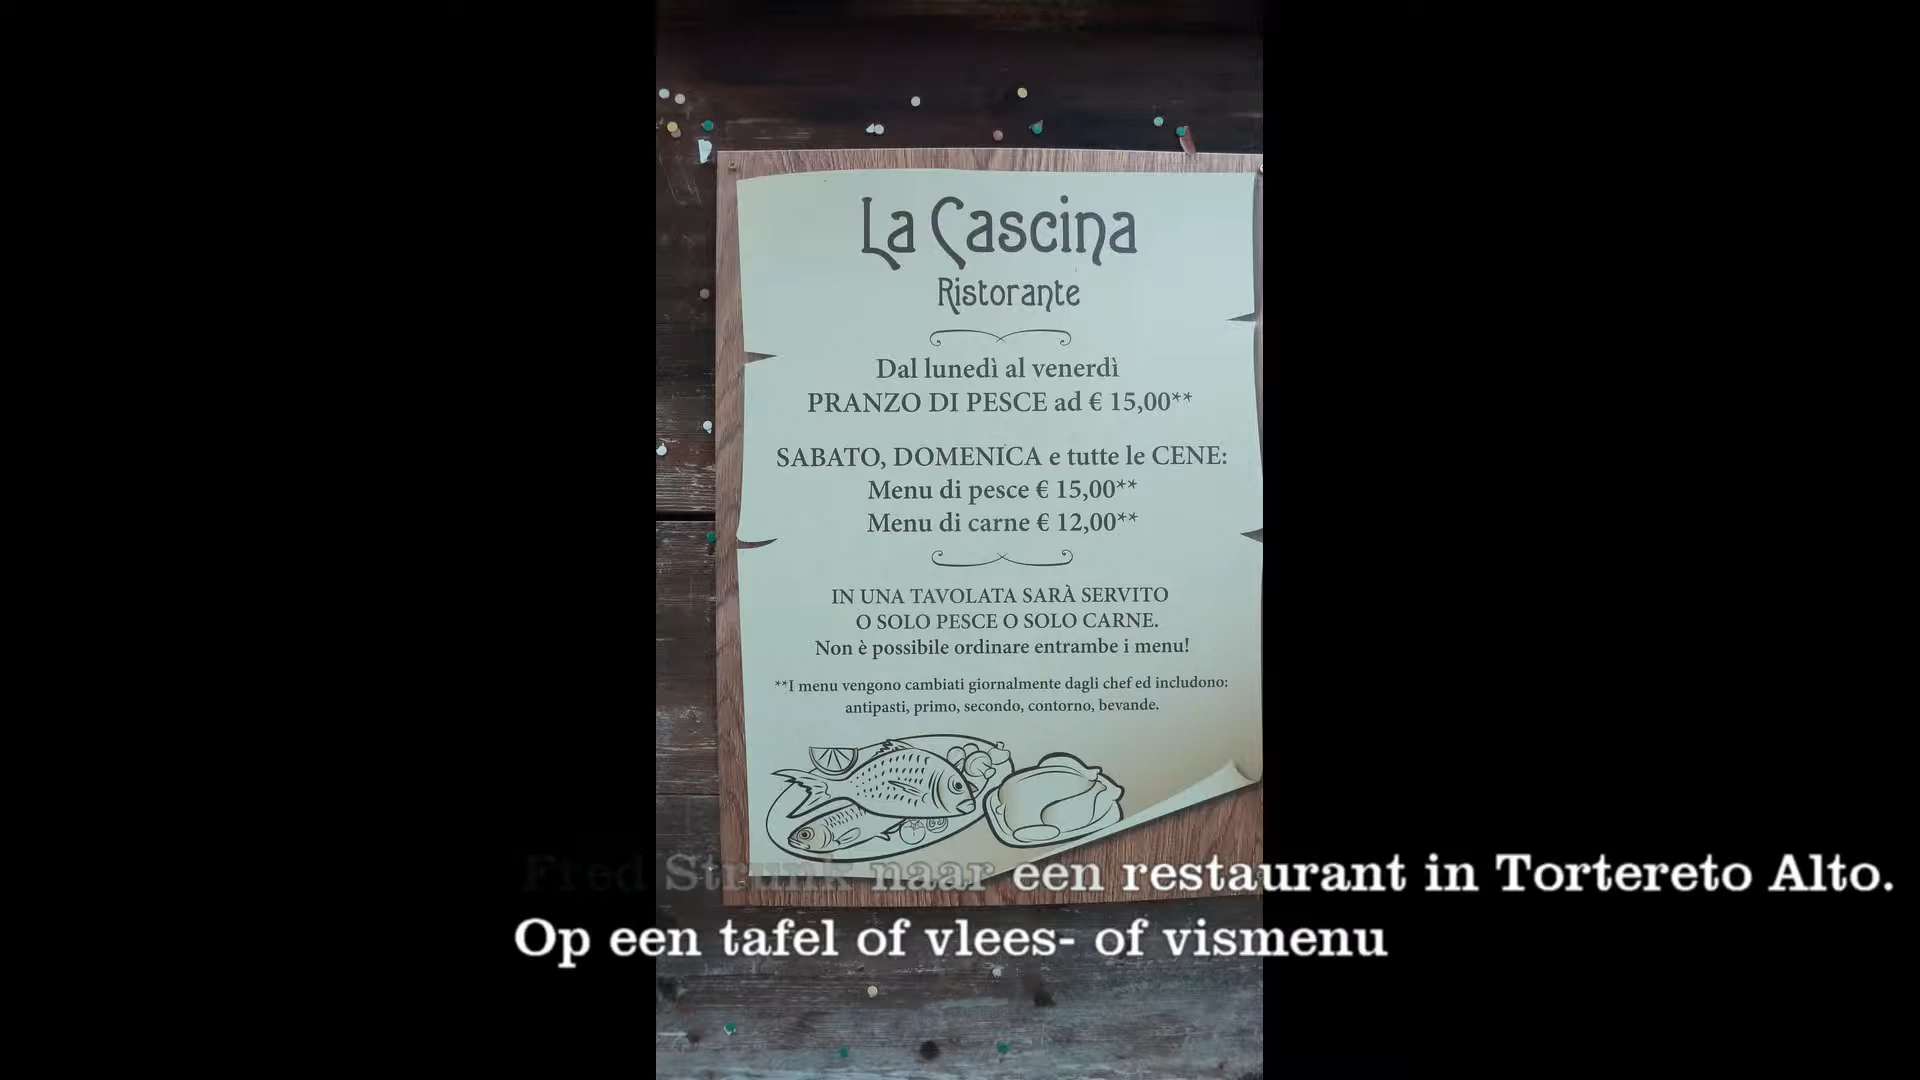 La Cascina
Ristorante
Dal lunedì al venerdì
PRANZO DI PESCE ad € 15,00**
SABATO, DOMENICA e tutte le CENE:
Menu di pesce € 15,00**
Menu di carne € 12,00**
IN UNA TAVOLATA SARÀ SERVITO
O SOLO PESCE O SOLO CARNE.
Non è possibile ordinare entrambe i menu!
**I menu vengono cambiati giornalmente dagli chef ed includono:
antipasti, primo, secondo, contorno, bevande.
Fred Strunk naar een restaurant in Tortereto Alto.
Op een tafel of vlees- of vismenu